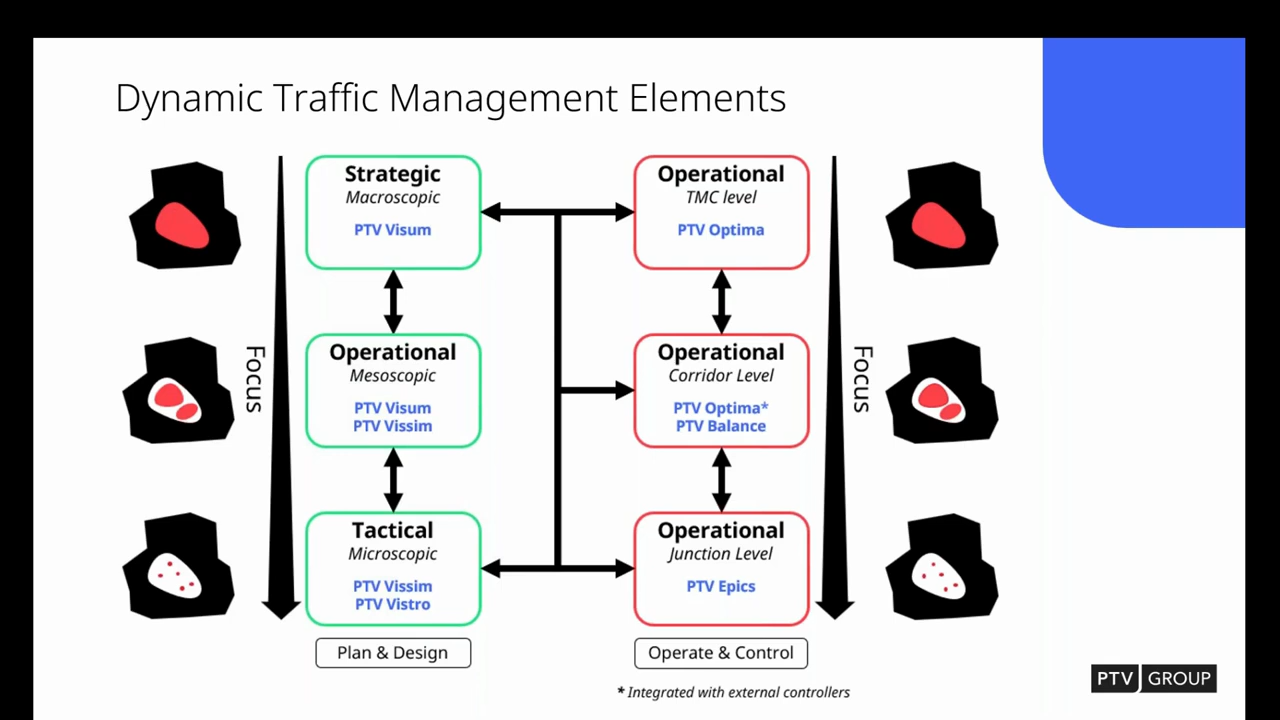 Dynamic Traffic Management Elements
Strategic
Macroscopic
PTV Visum
Operational
TMC level
PTV Optima
Focus
Operational
Mesoscopic
PTV Visum
PTV Vissim
Operational
Corridor Level
PTV Optima*
PTV Balance
Focus
Tactical
Microscopic
PTV Vissim
PTV Vistro
Operational
Junction Level
PTV Epics
Plan & Design
Operate & Control
* Integrated with external controllers
PTV GROUP